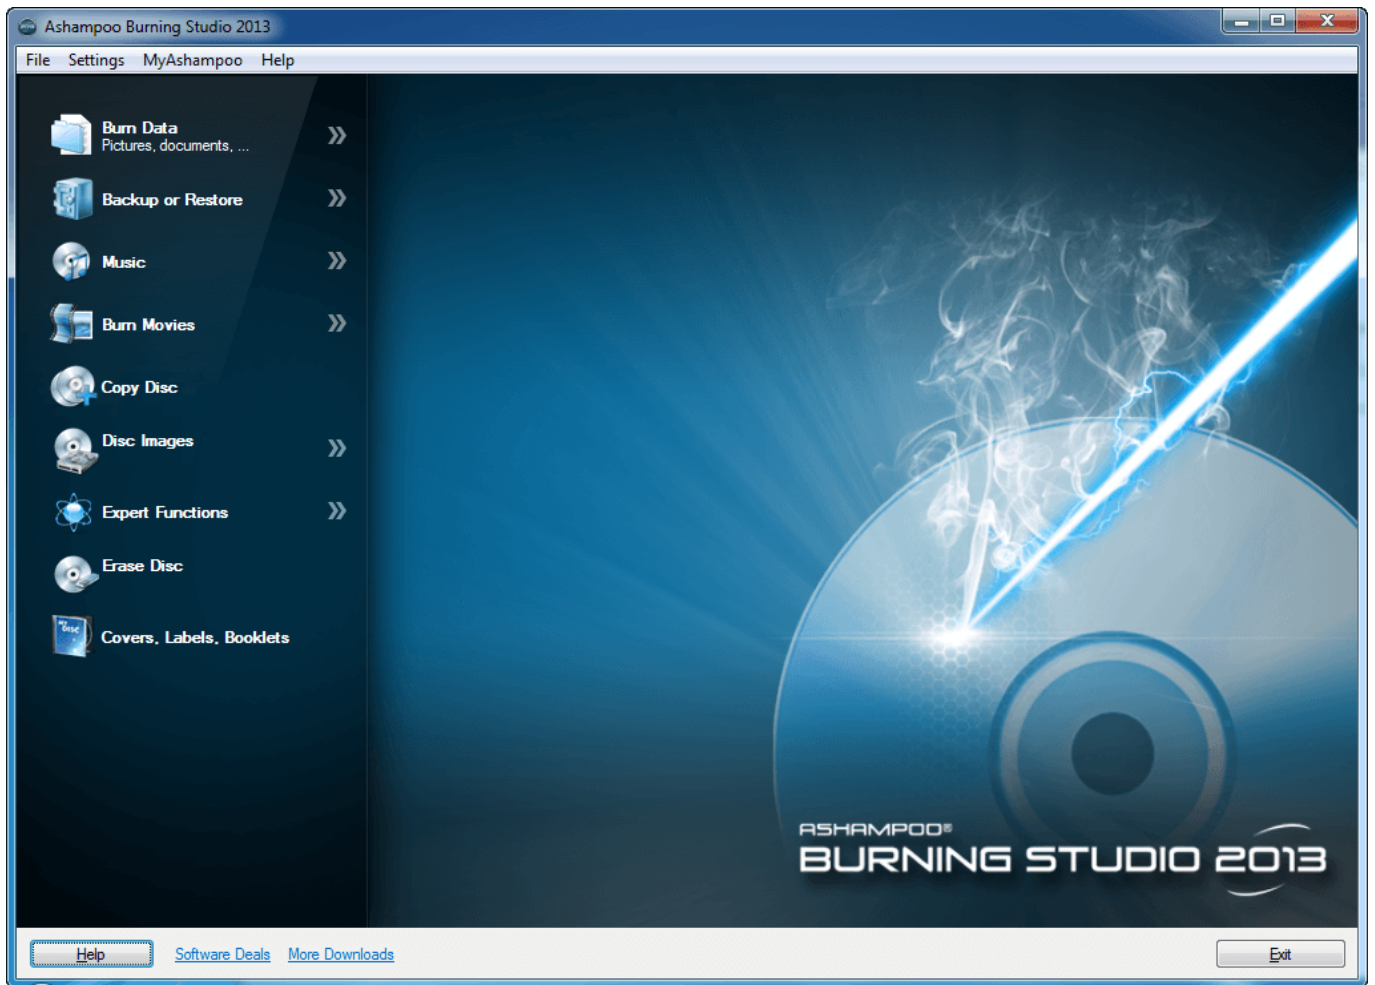 Ashampoo Burning Studio 2013
File Settings MyAshampoo Help
Burn Data
Pictures, documents, ...
Backup or Restore
Music
Burn Movies
Copy Disc
Disc Images
Expert Functions
Erase Disc
MY DISC
Covers, Labels, Booklets
ASHAMPOO®
BURNING STUDIO 2013
Help Software Deals More Downloads Exit